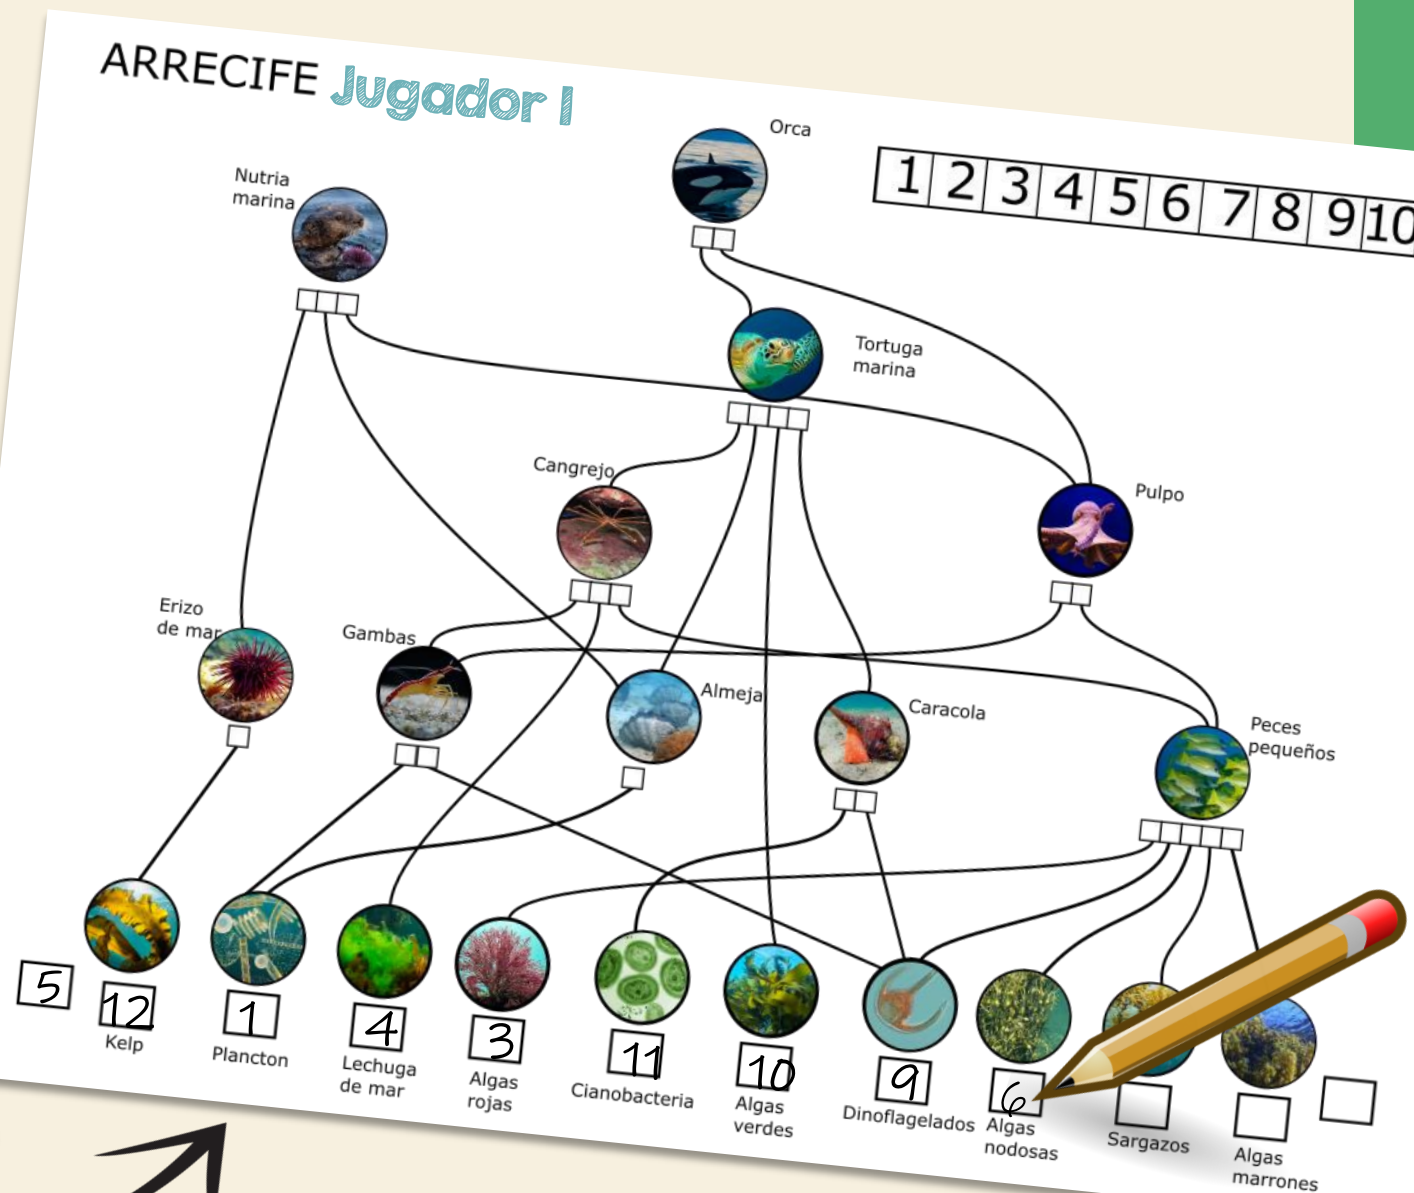 ARRECIFE Jugador 1
Orca
Nutria
marina
1 2 3 4 5 6 7 8 9 10
Tortuga
marina
Cangrejo
Pulpo
Erizo
de mar
Gambas
Almeja
Caracola
Peces
pequeños
5
12
Kelp
1
Plancton
4
Lechuga
de mar
3
Algas
rojas
11
Cianobacteria
10
Algas
verdes
9
Dinoflagelados
6
Algas
nodosas
Sargazos
Algas
marrones